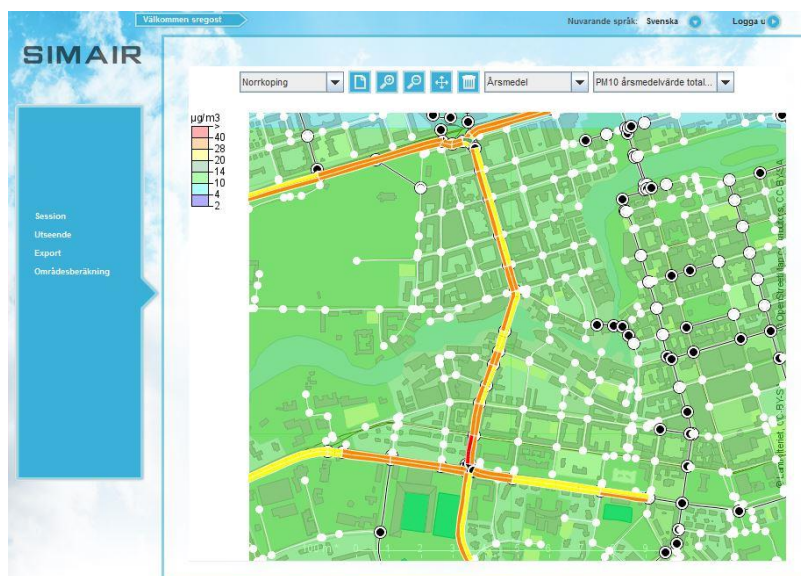 Välkommen sregost
Nuvarande språk: Svenska
Logga u
SIMAIR
Norrkoping
Årsmedel
PM10 årsmedelvärde total...
µg/m3
>
40
28
20
14
10
4
2
Session
Utseende
Export
Områdesberäkning